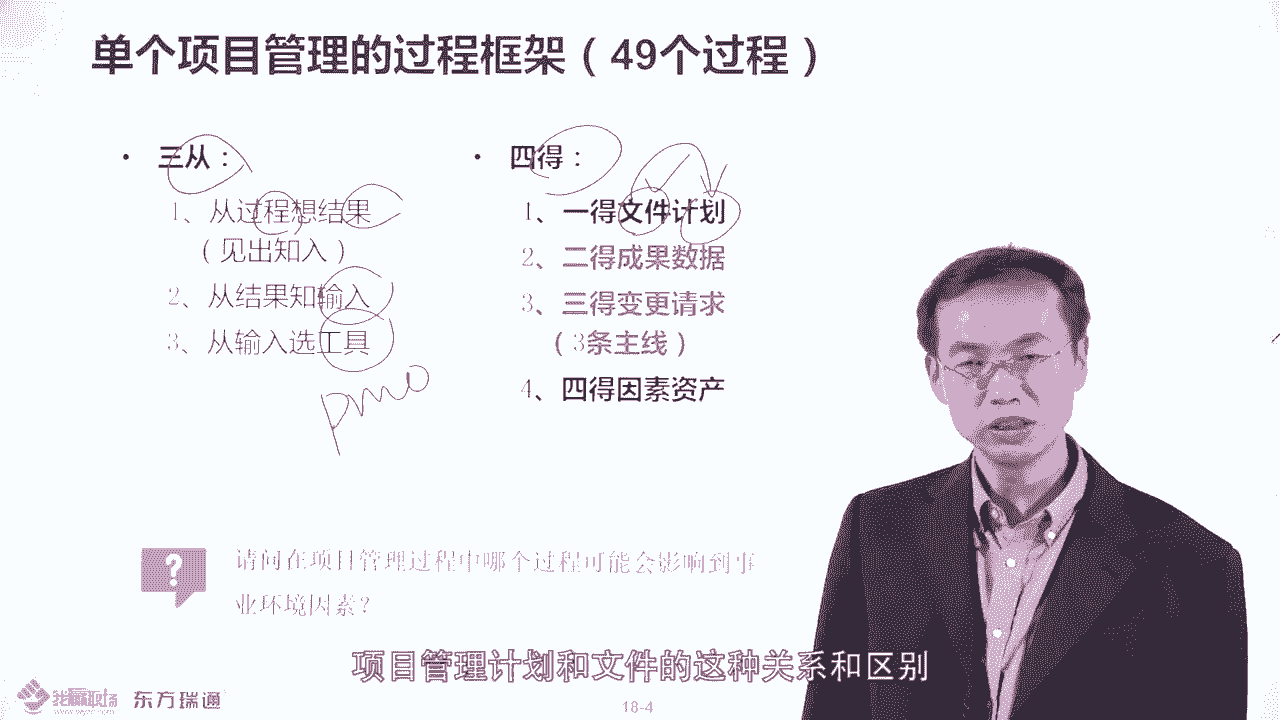 单个项目管理的过程框架（49个过程）
• 三从：
1、从过程想结果
（见出知入）
2、从结果知输入
3、从输入选工具
pmo
• 四得：
1、一得文件计划
2、二得成果数据
3、三得变更请求
（3条主线）
4、四得因素资产
?
请问在项目管理过程中哪个过程可能会影响到事
业环境因素？
项目管理计划和文件的这种关系和区别
东方瑞通
18-4